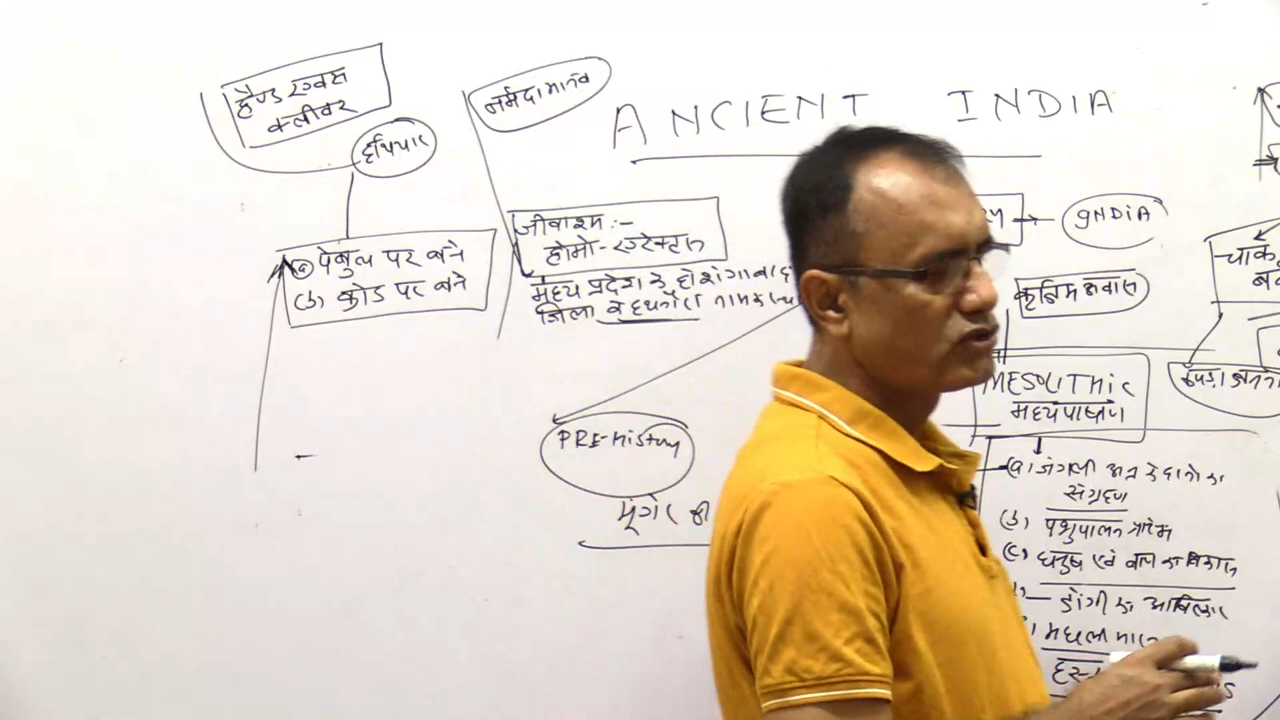 हैण्ड एक्स
क्लीवर
हथियार
(a) पेबुल पर बने
(b) कोड पर बने
नर्मदा मानव
ANCIENT INDIA
जीवाश्म :-
होमो-इरेक्टस
मध्य प्रदेश के होशंगाबाद
जिला के हथनोरा नामक
PRE-History
मुंगेर की
INDIA
कृत्रिम आवास
MESOLITHIC
मध्यपाषाण
(a) जंगली अन्न के दानों का
संग्रहण
(b) पशुपालन प्रारंभ
(c) धनुष एवं वाण का विकास
डोंगी का आविष्कार
मछली
चाक